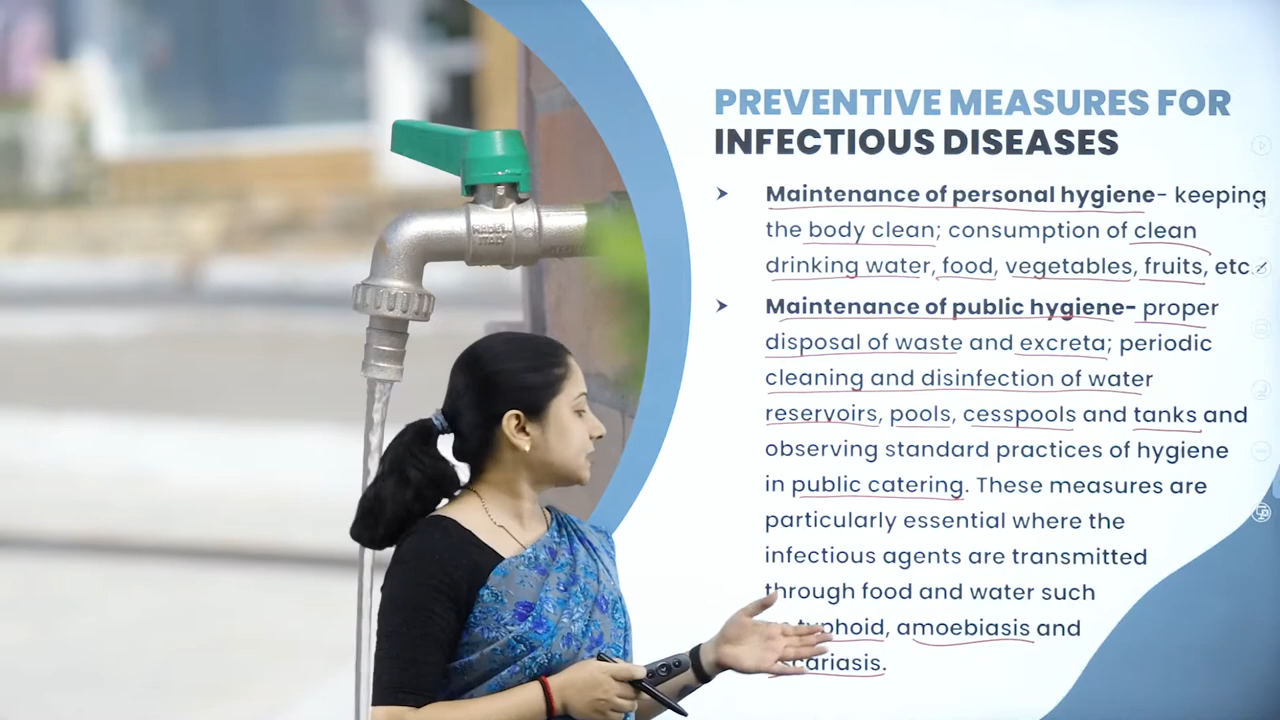 MADE IN
ITALY
PREVENTIVE MEASURES FOR
INFECTIOUS DISEASES
➤ Maintenance of personal hygiene- keeping
the body clean; consumption of clean
drinking water, food, vegetables, fruits, etc.
➤ Maintenance of public hygiene- proper
disposal of waste and excreta; periodic
cleaning and disinfection of water
reservoirs, pools, cesspools and tanks and
observing standard practices of hygiene
in public catering. These measures are
particularly essential where the
infectious agents are transmitted
through food and water such
typhoid, amoebiasis and